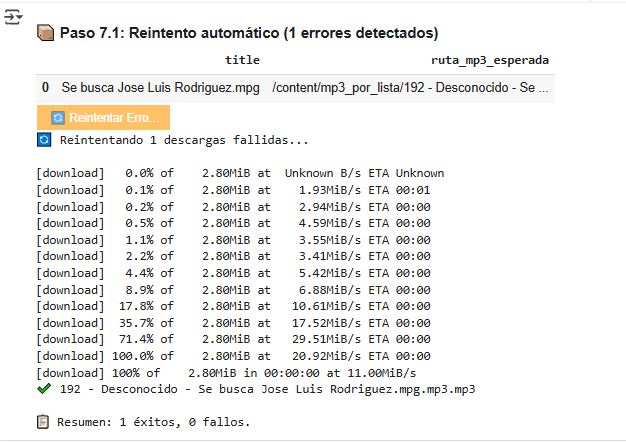 Paso 7.1: Reintento automático (1 errores detectados)
title ruta_mp3_esperada
0 Se busca Jose Luis Rodriguez.mpg /content/mp3_por_lista/192 - Desconocido - Se ...
Reintentar Erro...
Reintentando 1 descargas fallidas...
[download]   0.0% of    2.80MiB at  Unknown B/s ETA Unknown
[download]   0.1% of    2.80MiB at    1.93MiB/s ETA 00:01
[download]   0.2% of    2.80MiB at    2.94MiB/s ETA 00:00
[download]   0.5% of    2.80MiB at    4.59MiB/s ETA 00:00
[download]   1.1% of    2.80MiB at    3.55MiB/s ETA 00:00
[download]   2.2% of    2.80MiB at    3.41MiB/s ETA 00:00
[download]   4.4% of    2.80MiB at    5.42MiB/s ETA 00:00
[download]   8.9% of    2.80MiB at    6.88MiB/s ETA 00:00
[download]  17.8% of    2.80MiB at   10.61MiB/s ETA 00:00
[download]  35.7% of    2.80MiB at   17.52MiB/s ETA 00:00
[download]  71.4% of    2.80MiB at   29.51MiB/s ETA 00:00
[download] 100.0% of    2.80MiB at   20.92MiB/s ETA 00:00
[download] 100% of    2.80MiB in 00:00:00 at 11.00MiB/s
✔ 192 - Desconocido - Se busca Jose Luis Rodriguez.mpg.mp3.mp3
Resumen: 1 éxitos, 0 fallos.